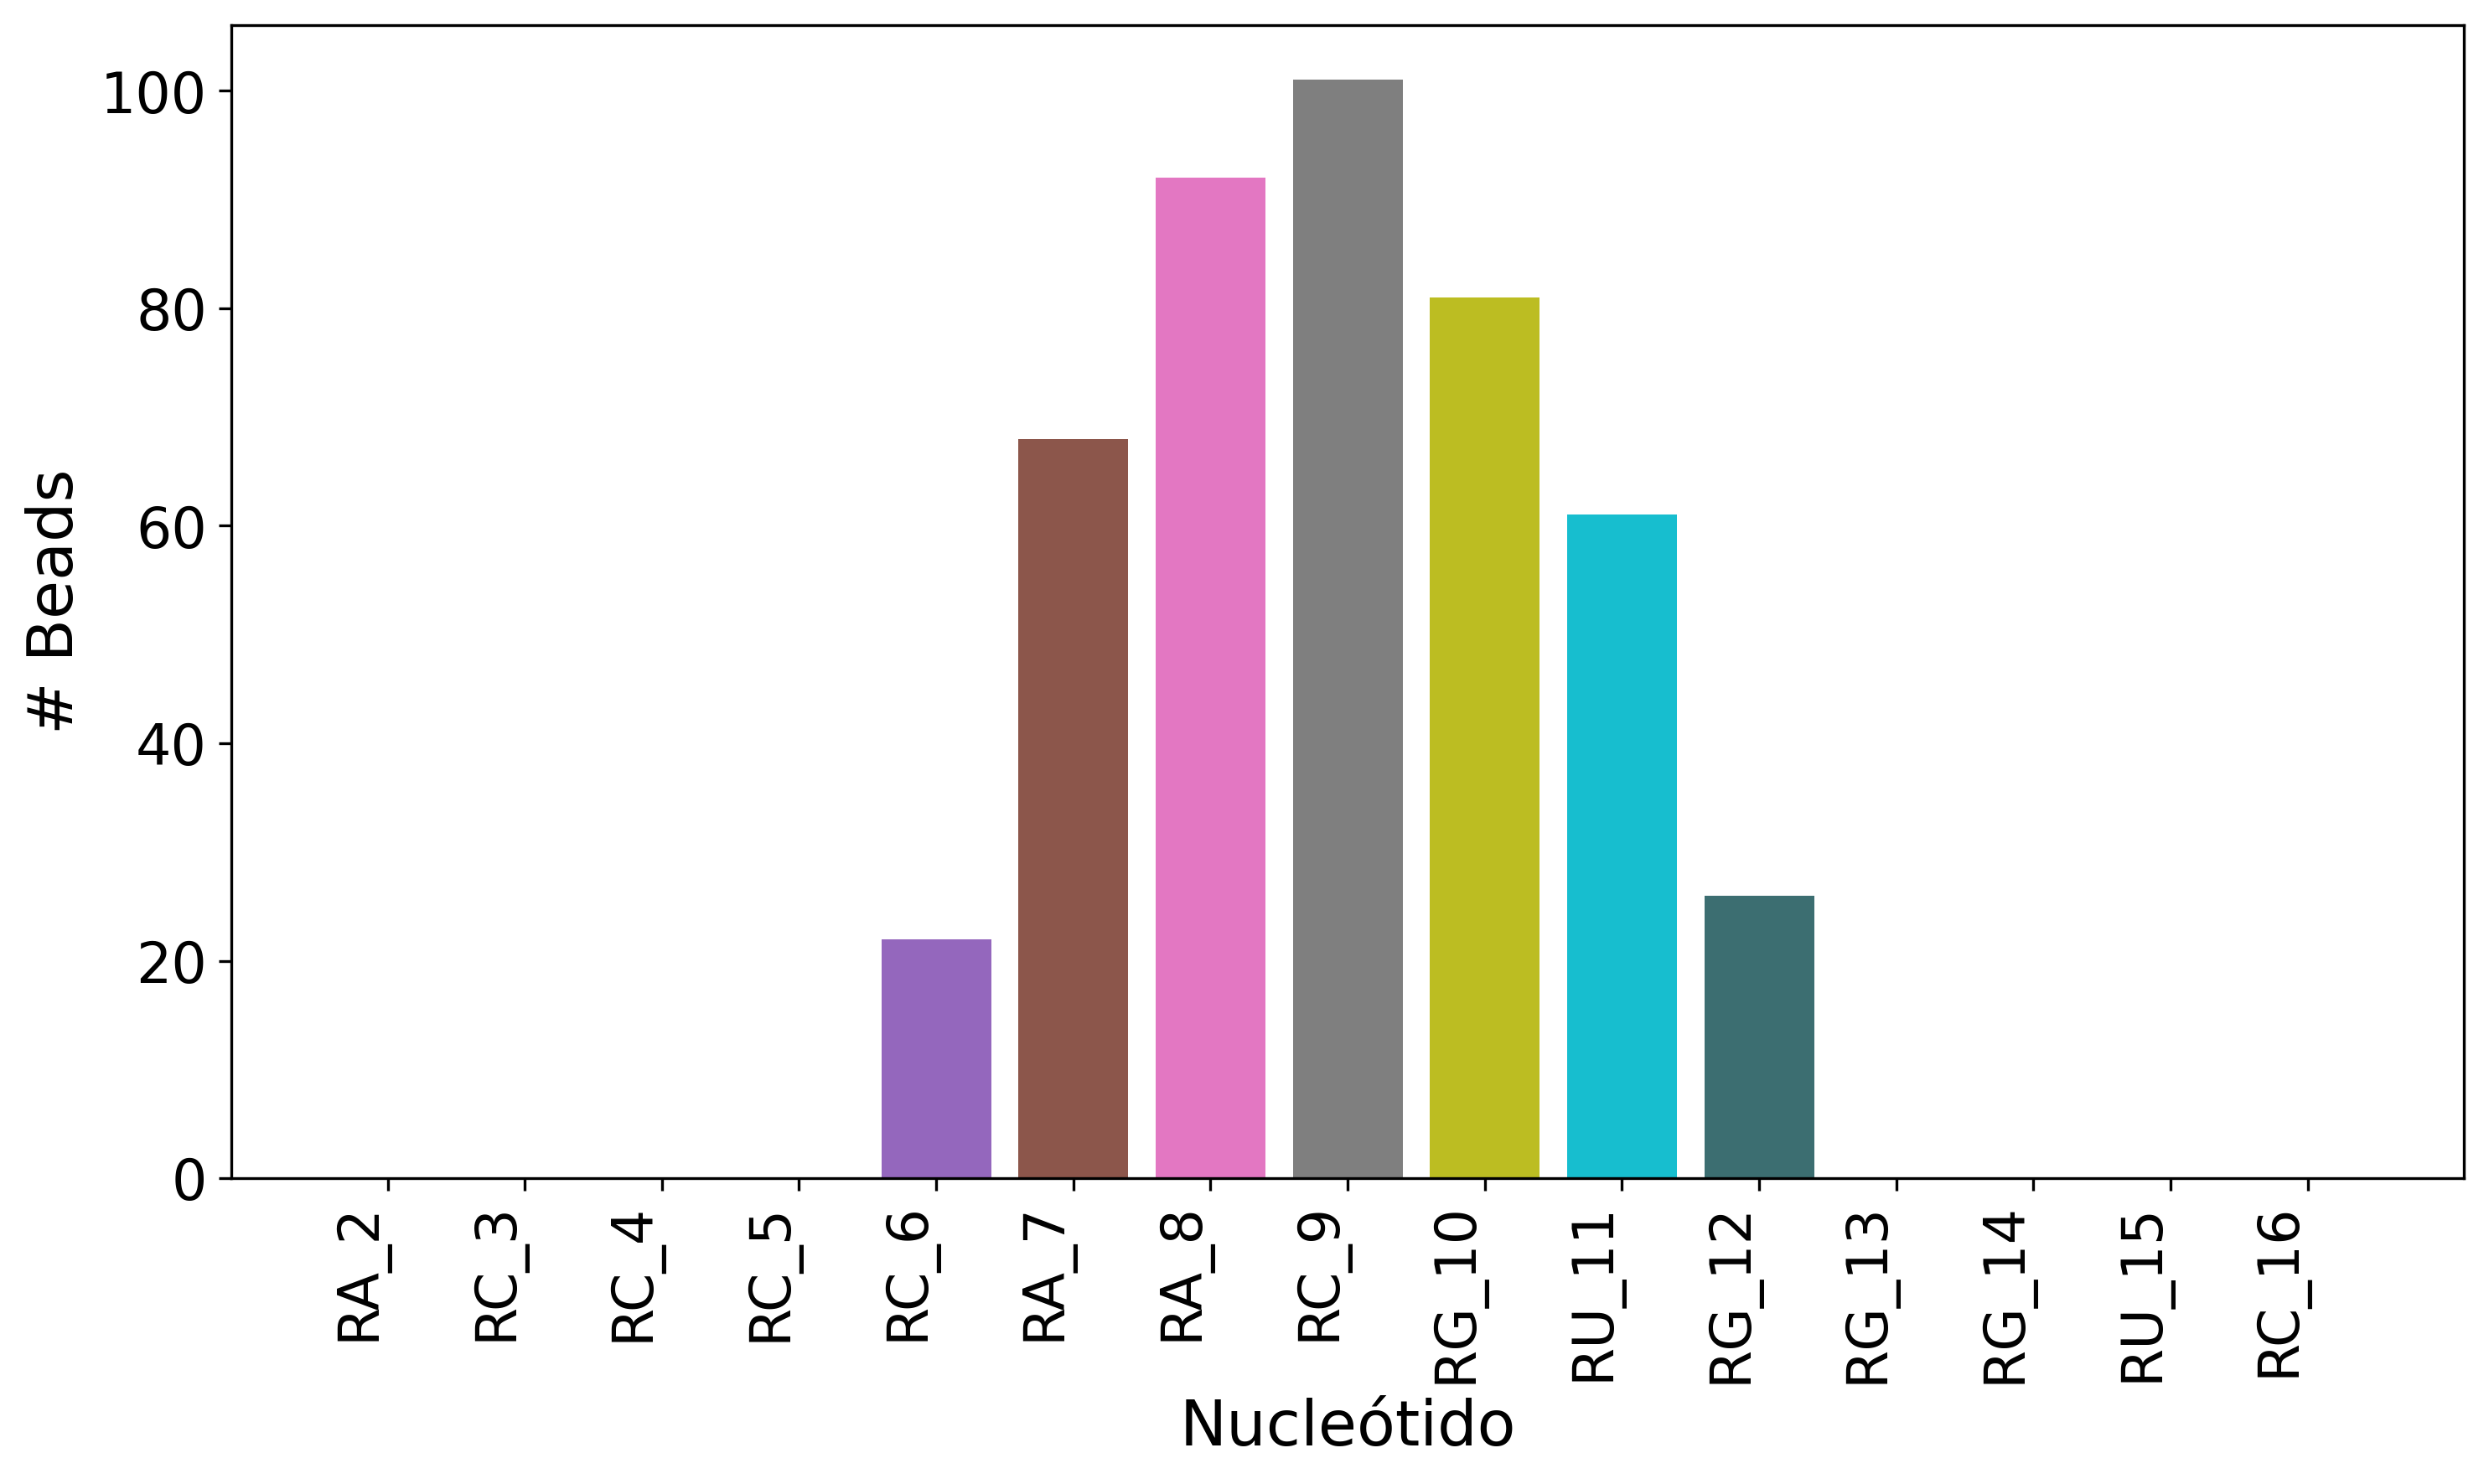 # Beads
100
80
60
40
20
0
RA_2
RC_3
RC_4
RC_5
RC_6
RA_7
RA_8
RC_9
RG_10
RU_11
RG_12
RG_13
RG_14
RU_15
RC_16
Nucleótido